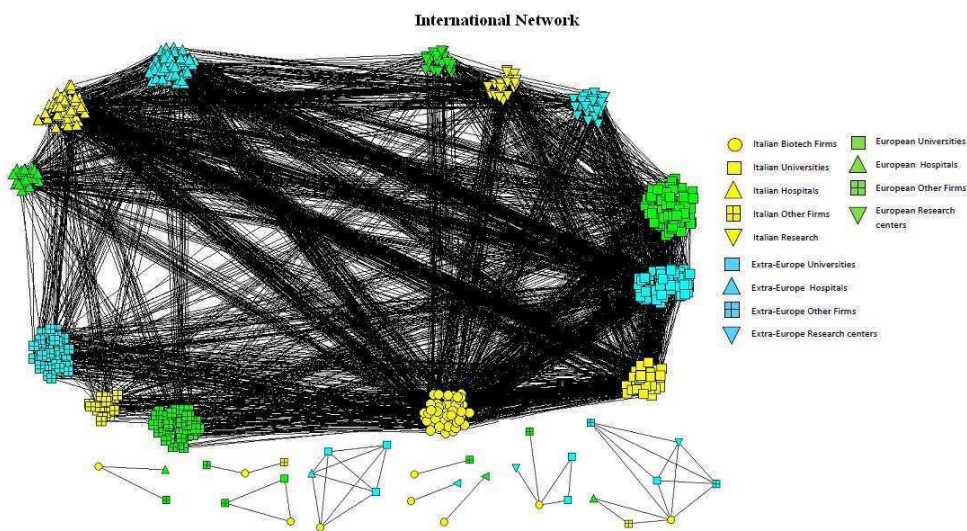 International Network
Italian Biotech Firms
Italian Universities
Italian Hospitals
Italian Other Firms
Italian Research
Extra-Europe Universities
Extra-Europe Hospitals
Extra-Europe Other Firms
Extra-Europe Research centers
European Universities
European Hospitals
European Other Firms
European Research
centers